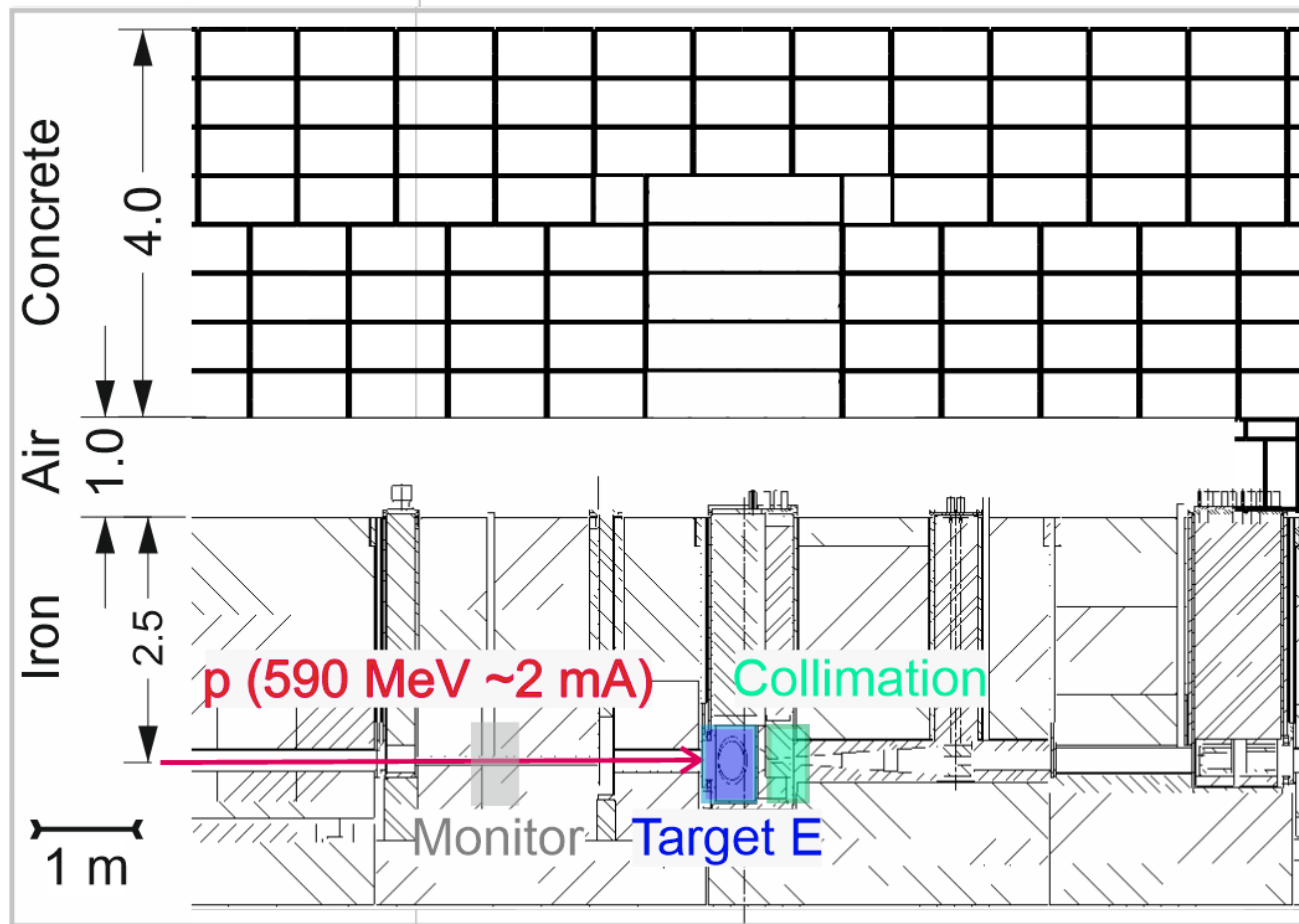 Concrete
4.0
Air
1.0
Iron
2.5
p (590 MeV ~2 mA)
Collimation
Monitor
Target E
1 m